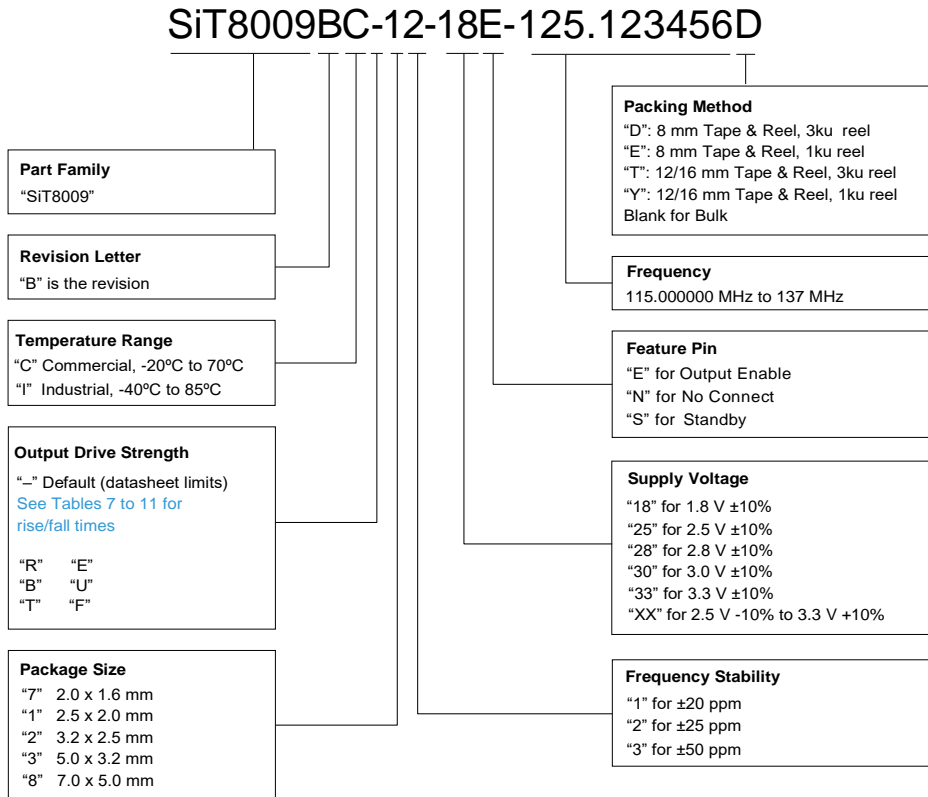 SiT8009BC-12-18E-125.123456D
Part Family
“SiT8009”
Revision Letter
“B” is the revision
Temperature Range
“C” Commercial, -20ºC to 70ºC
“I” Industrial, -40ºC to 85ºC
Output Drive Strength
“–” Default (datasheet limits)
See Tables 7 to 11 for
rise/fall times
“R” “E”
“B” “U”
“T” “F”
Package Size
“7” 2.0 x 1.6 mm
“1” 2.5 x 2.0 mm
“2” 3.2 x 2.5 mm
“3” 5.0 x 3.2 mm
“8” 7.0 x 5.0 mm
Packing Method
“D”: 8 mm Tape & Reel, 3ku reel
“E”: 8 mm Tape & Reel, 1ku reel
“T”: 12/16 mm Tape & Reel, 3ku reel
“Y”: 12/16 mm Tape & Reel, 1ku reel
Blank for Bulk
Frequency
115.000000 MHz to 137 MHz
Feature Pin
“E” for Output Enable
“N” for No Connect
“S” for Standby
Supply Voltage
“18” for 1.8 V ±10%
“25” for 2.5 V ±10%
“28” for 2.8 V ±10%
“30” for 3.0 V ±10%
“33” for 3.3 V ±10%
“XX” for 2.5 V -10% to 3.3 V +10%
Frequency Stability
“1” for ±20 ppm
“2” for ±25 ppm
“3” for ±50 ppm